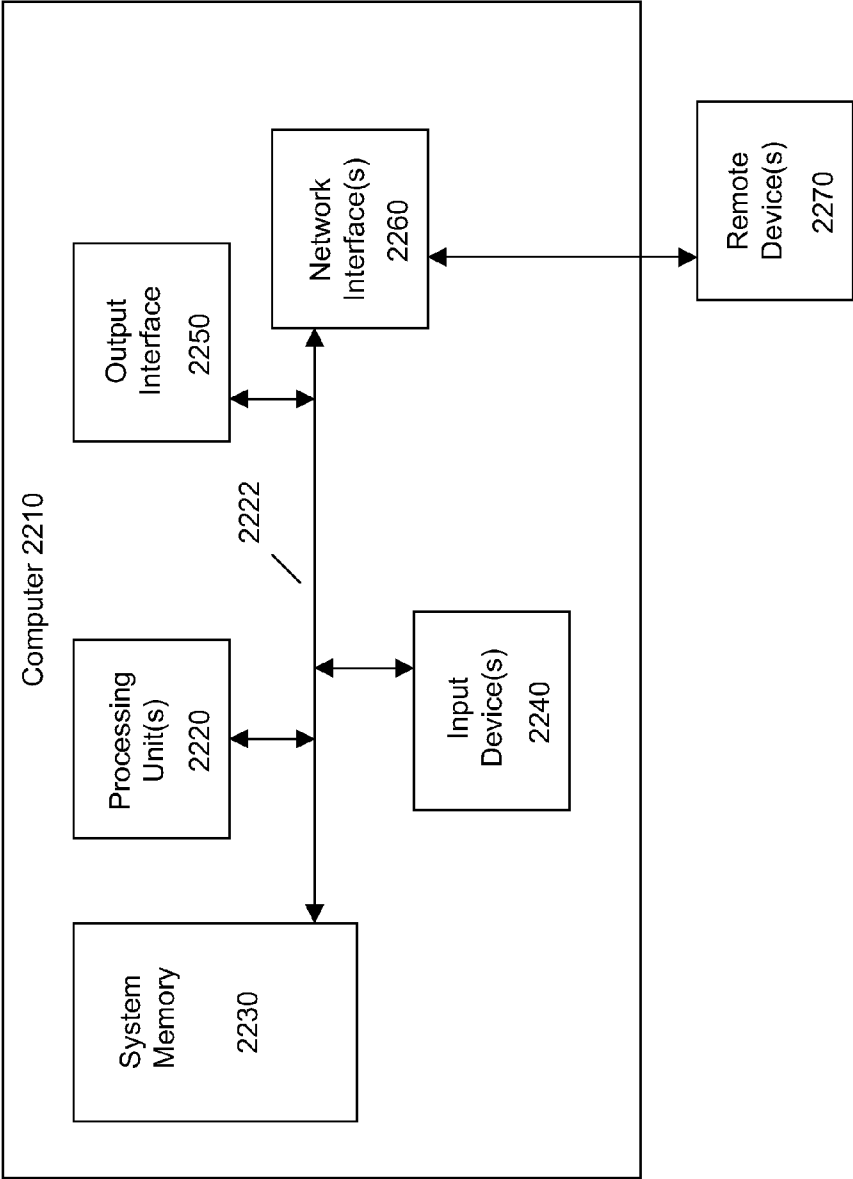 Computer 2210
System
Memory
2230
Processing
Unit(s)
2220
Output
Interface
2250
2222
Input
Device(s)
2240
Network
Interface(s)
2260
Remote
Device(s)
2270